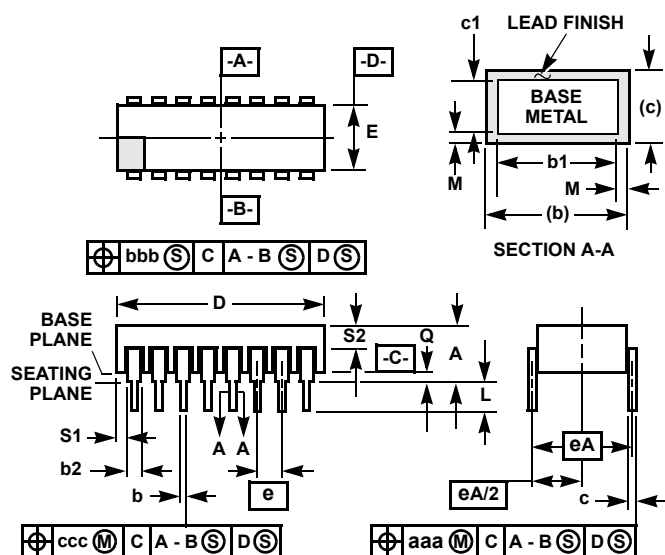 c1
LEAD FINISH
-A-
-D-
BASE
METAL
(c)
E
b1
M
M
-B-
(b)
SECTION A-A
⌖ bbb Ⓢ C A - B Ⓢ D Ⓢ
D
BASE
PLANE
S2
Q
-C-
A
SEATING
PLANE
L
S1
A A
eA
b2
b
e
eA/2
c
⌖ ccc Ⓜ C A - B Ⓢ D Ⓢ
⌖ aaa Ⓜ C A - B Ⓢ D Ⓢ